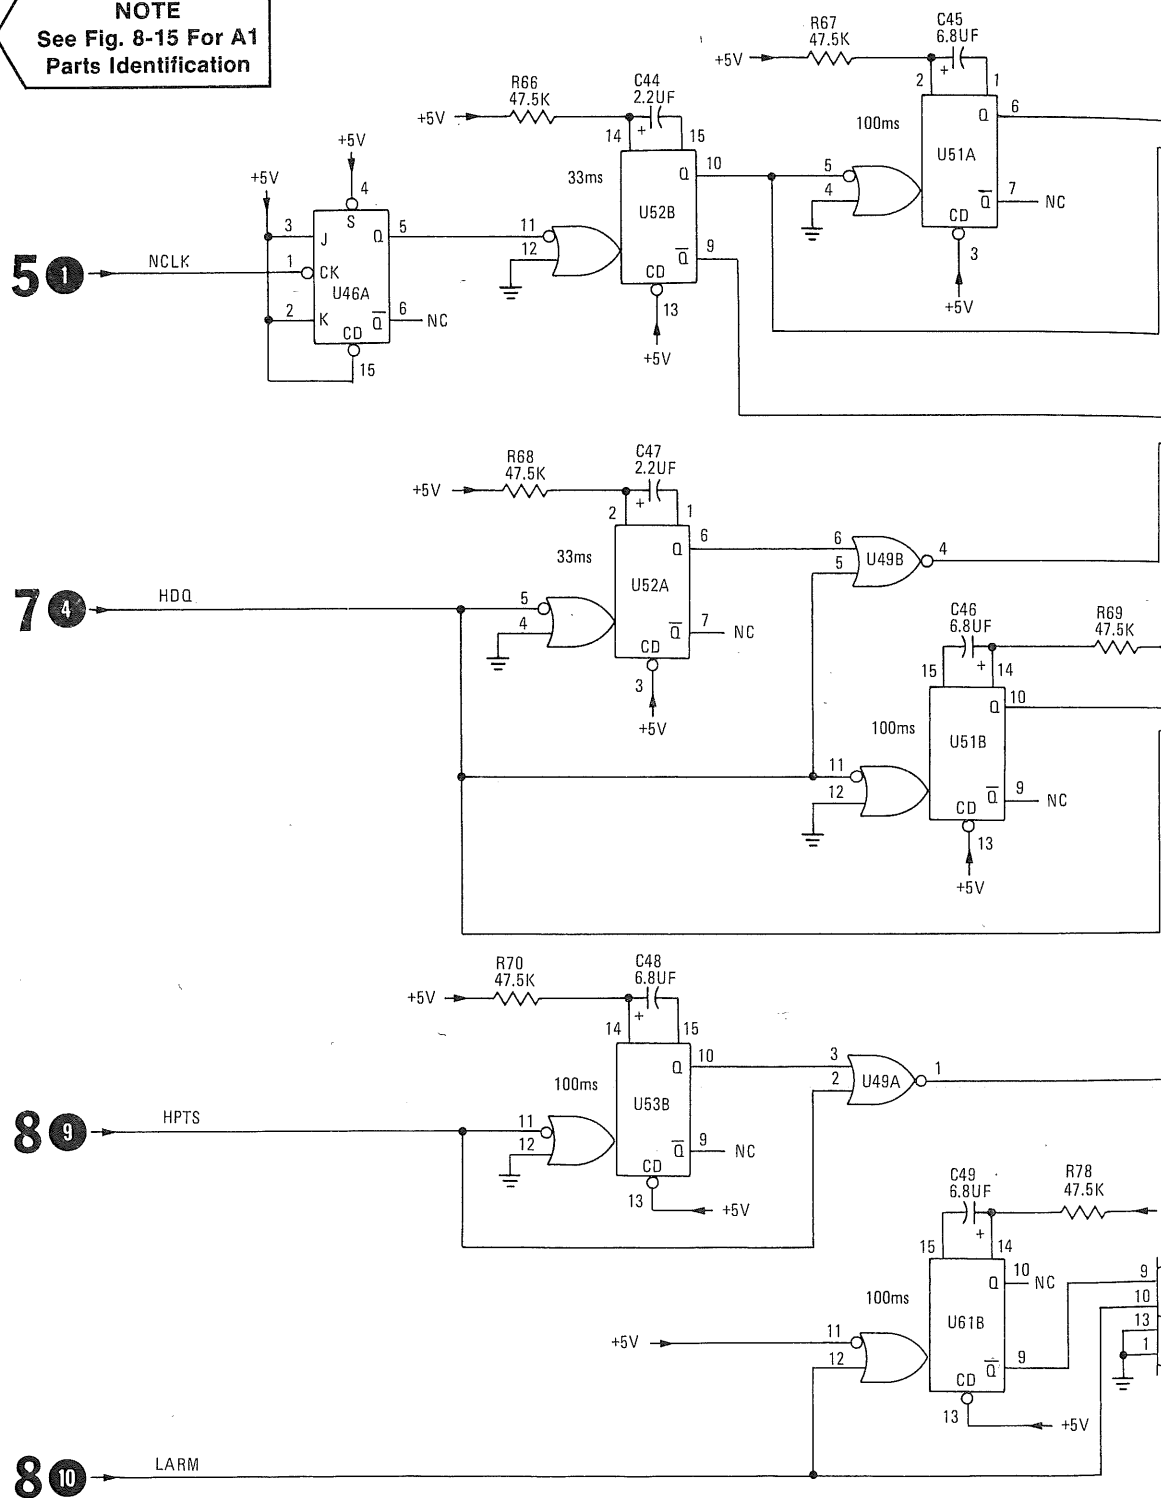 NOTE
See Fig. 8-15 For A1
Parts Identification
R67
47.5K
C45
6.8UF
+5V
+
2
1
100ms
5
4
U51A
Q 6
Q 7 NC
CD
3
+5V
R66
47.5K
C44
2.2UF
+5V
+
14
15
33ms
11
12
U52B
Q 10
Q 9
CD
13
+5V
+5V
+5V
4
S
3 J
Q 5
1 CK
U46A
2 K
Q 6 NC
CD
15
5 1 NCLK
R68
47.5K
C47
2.2UF
+5V
+
2
1
33ms
5
4
U52A
Q 6
Q 7 NC
CD
3
+5V
6
5
U49B
4
7 4 HDQ
C46
6.8UF
R69
47.5K
+
15
14
100ms
11
12
U51B
Q 10
Q 9 NC
CD
13
+5V
R70
47.5K
C48
6.8UF
+5V
+
14
15
100ms
11
12
U53B
Q 10
Q 9 NC
CD
13
+5V
3
2
U49A
1
8 9 HPTS
C49
6.8UF
R78
47.5K
+
15
14
100ms
+5V
11
12
U61B
Q 10 NC
Q 9
CD
13
+5V
9
10
13
1
8 10 LARM